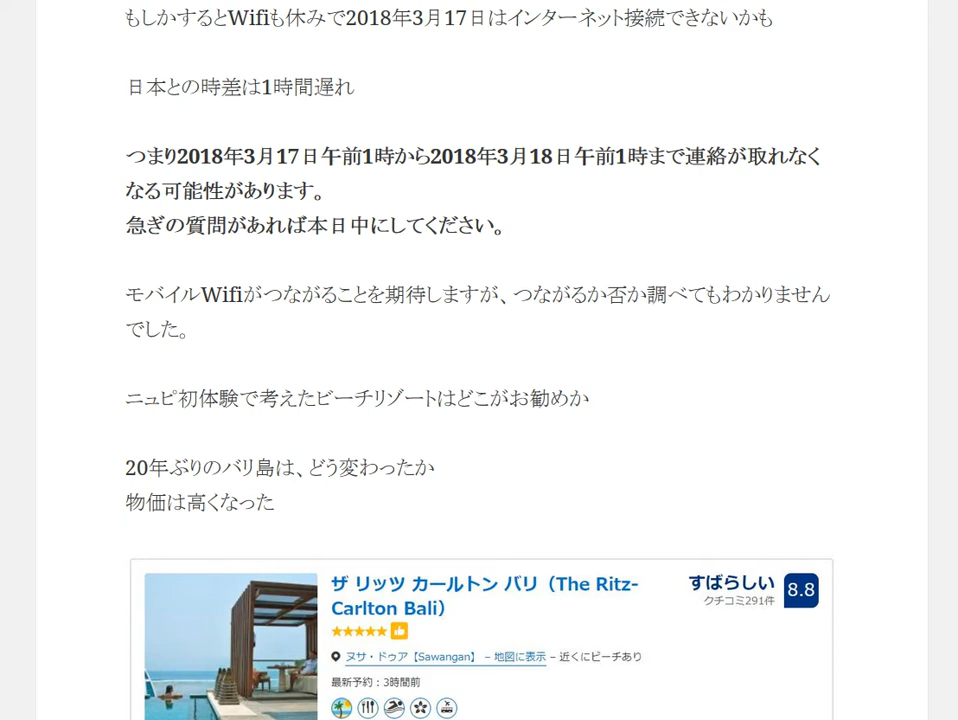 もしかするとWifiも休みで2018年3月17日はインターネット接続できないかも
日本との時差は1時間遅れ
つまり2018年3月17日午前1時から2018年3月18日午前1時まで連絡が取れなく
なる可能性があります。
急ぎの質問があれば本日中にしてください。
モバイルWifiがつながることを期待しますが、つながるか否か調べてもわかりません
でした。
ニュピ初体験で考えたビーチリゾートはどこがお勧めか
20年ぶりのバリ島は、どう変わったか
物価は高くなった
ザ リッツ カールトン バリ（The Ritz-
Carlton Bali）
すばらしい 8.8
クチコミ291件
ヌサ・ドゥア【Sawangan】 – 地図に表示 – 近くにビーチあり
最新予約：3時間前